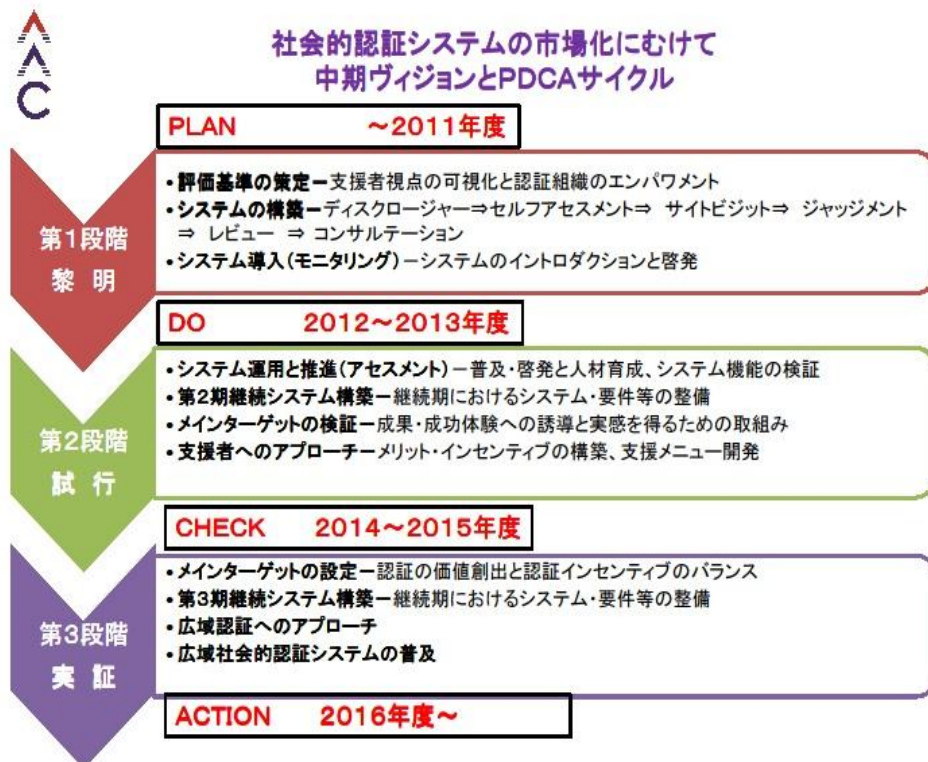 AAC
社会的認証システムの市場化にむけて
中期ヴィジョンとPDCAサイクル
PLAN ～2011年度
第1段階
黎 明
•評価基準の策定－支援者視点の可視化と認証組織のエンパワメント
•システムの構築－ディスクロージャー⇒セルフアセスメント⇒ サイトビジット⇒ ジャッジメント
⇒ レビュー ⇒ コンサルテーション
•システム導入(モニタリング)－システムのイントロダクションと啓発
DO 2012～2013年度
第2段階
試 行
•システム運用と推進(アセスメント)－普及・啓発と人材育成、システム機能の検証
•第2期継続システム構築－継続期におけるシステム・要件等の整備
•メインターゲットの検証－成果・成功体験への誘導と実感を得るための取組み
•支援者へのアプローチ－メリット・インセンティブの構築、支援メニュー開発
CHECK 2014～2015年度
第3段階
実 証
•メインターゲットの設定－認証の価値創出と認証インセンティブのバランス
•第3期継続システム構築－継続期におけるシステム・要件等の整備
•広域認証へのアプローチ
•広域社会的認証システムの普及
ACTION 2016年度～